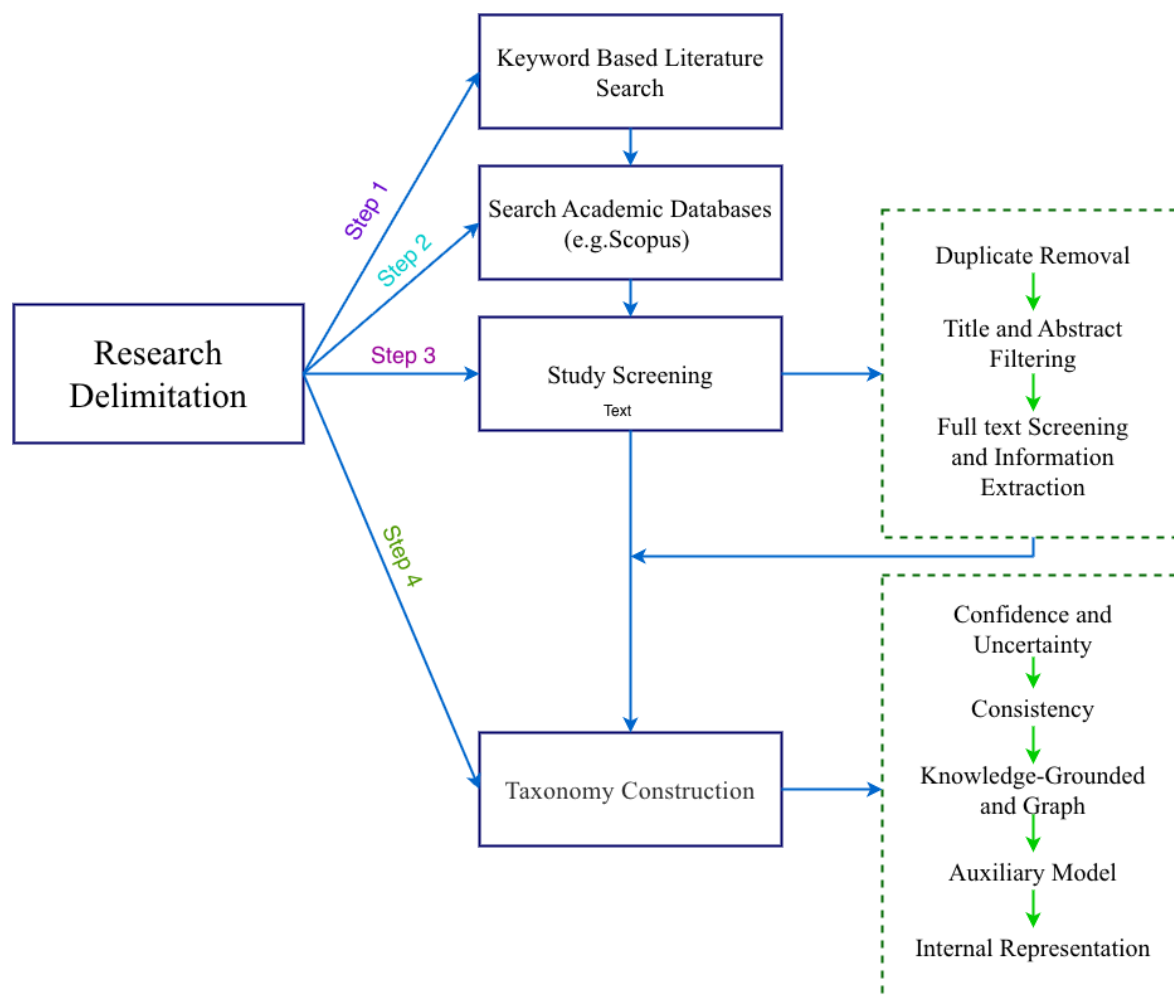 Keyword Based Literature
Search
Step 1
Search Academic Databases
(e.g.Scopus)
Step 2
Research
Delimitation
Step 3
Study Screening
Text
Duplicate Removal
Title and Abstract
Filtering
Full text Screening
and Information
Extraction
Step 4
Taxonomy Construction
Confidence and
Uncertainty
Consistency
Knowledge-Grounded
and Graph
Auxiliary Model
Internal Representation